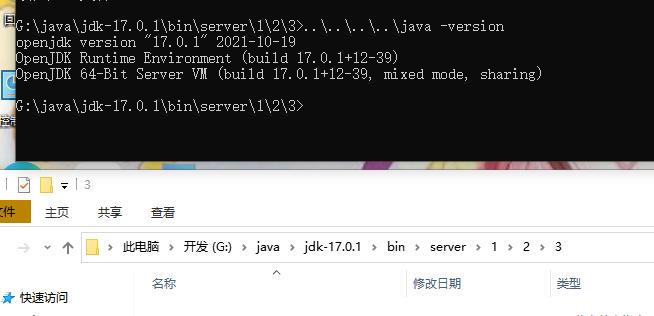 G:\java\jdk-17.0.1\bin\server\1\2\3>..\..\..\..\java -version
openjdk version "17.0.1" 2021-10-19
OpenJDK Runtime Environment (build 17.0.1+12-39)
OpenJDK 64-Bit Server VM (build 17.0.1+12-39, mixed mode, sharing)
G:\java\jdk-17.0.1\bin\server\1\2\3>
3
文件 主页 共享 查看
此电脑 开发 (G:) java jdk-17.0.1 bin server 1 2 3
名称 修改日期 类型
快速访问